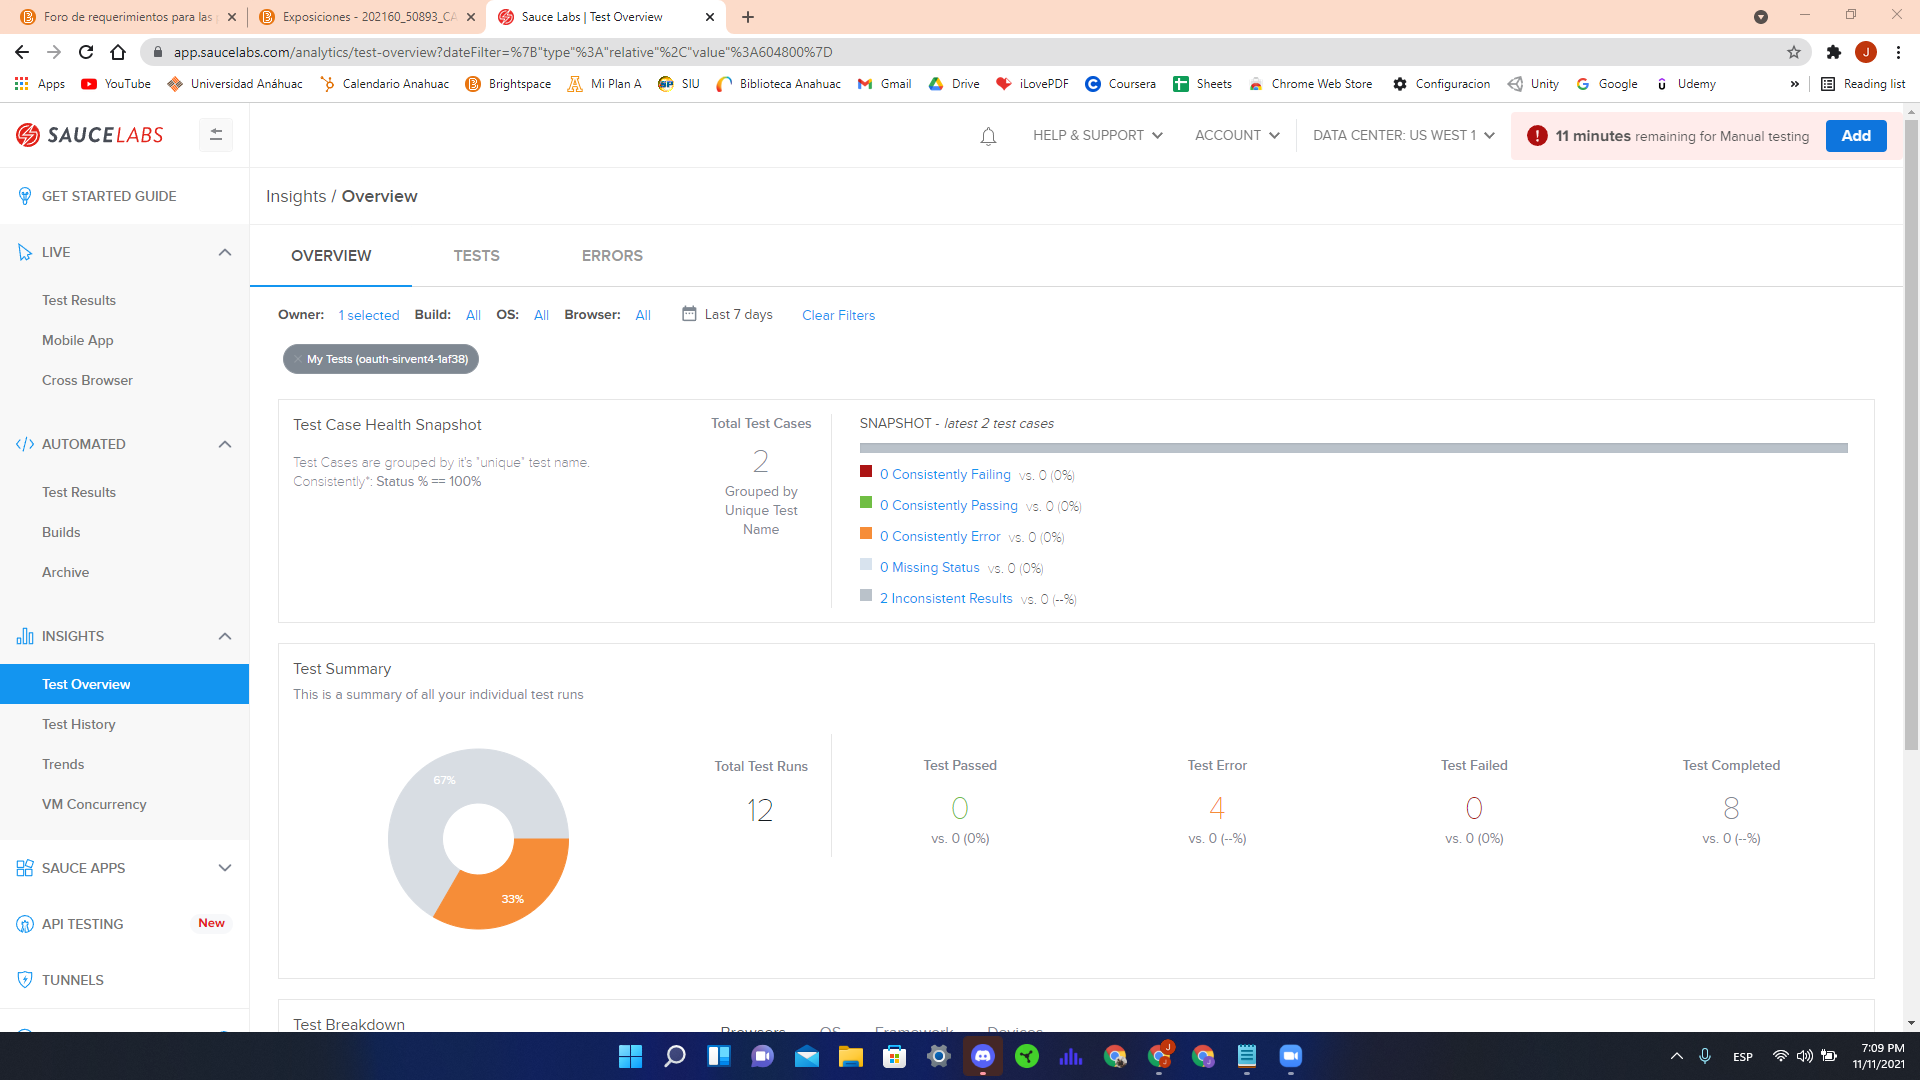 Foro de requerimientos para las p
Exposiciones - 202160_50893_CA
Sauce Labs | Test Overview
app.saucelabs.com/analytics/test-overview?dateFilter=%7B"type"%3A"relative"%2C"value"%3A604800%7D
J
Apps
YouTube
Universidad Anáhuac
Calendario Anahuac
Brightspace
Mi Plan A
SIU
Biblioteca Anahuac
Gmail
Drive
iLovePDF
Coursera
Sheets
Chrome Web Store
Configuracion
Unity
Google
Udemy
»
Reading list
SAUCELABS
HELP & SUPPORT
ACCOUNT
DATA CENTER: US WEST 1
11 minutes remaining for Manual testing
Add
GET STARTED GUIDE
LIVE
Test Results
Mobile App
Cross Browser
AUTOMATED
Test Results
Builds
Archive
INSIGHTS
Test Overview
Test History
Trends
VM Concurrency
SAUCE APPS
API TESTING
New
TUNNELS
Insights / Overview
OVERVIEW
TESTS
ERRORS
Owner: 1 selected Build: All OS: All Browser: All Last 7 days Clear Filters
My Tests (oauth-sirvent4-1af38)
Test Case Health Snapshot
Test Cases are grouped by it's "unique" test name.
Consistently*: Status % == 100%
Total Test Cases
2
Grouped by
Unique Test
Name
SNAPSHOT - latest 2 test cases
0 Consistently Failing vs. 0 (0%)
0 Consistently Passing vs. 0 (0%)
0 Consistently Error vs. 0 (0%)
0 Missing Status vs. 0 (0%)
2 Inconsistent Results vs. 0 (--%)
Test Summary
This is a summary of all your individual test runs
67%
33%
Total Test Runs
12
Test Passed
0
vs. 0 (0%)
Test Error
4
vs. 0 (--%)
Test Failed
0
vs. 0 (0%)
Test Completed
8
vs. 0 (--%)
Test Breakdown
Browsers
OS
Framework
Devices
ESP
7:09 PM
11/11/2021